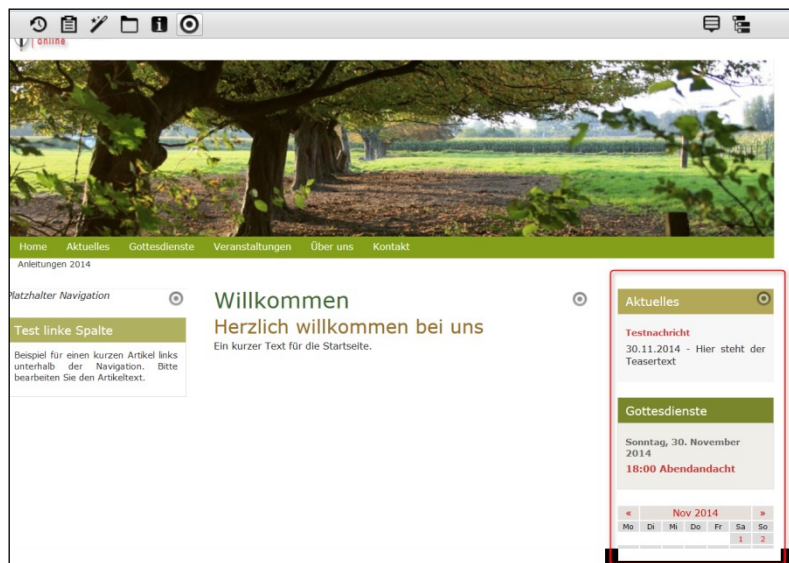 online
Home Aktuelles Gottesdienste Veranstaltungen Über uns Kontakt
Anleitungen 2014
Platzhalter Navigation
Test linke Spalte
Beispiel für einen kurzen Artikel links
unterhalb der Navigation. Bitte
bearbeiten Sie den Artikeltext.
Willkommen
Herzlich willkommen bei uns
Ein kurzer Text für die Startseite.
Aktuelles
Testnachricht
30.11.2014 - Hier steht der
Teasertext
Gottesdienste
Sonntag, 30. November
2014
18:00 Abendandacht
« Nov 2014 »
Mo Di Mi Do Fr Sa So
1 2